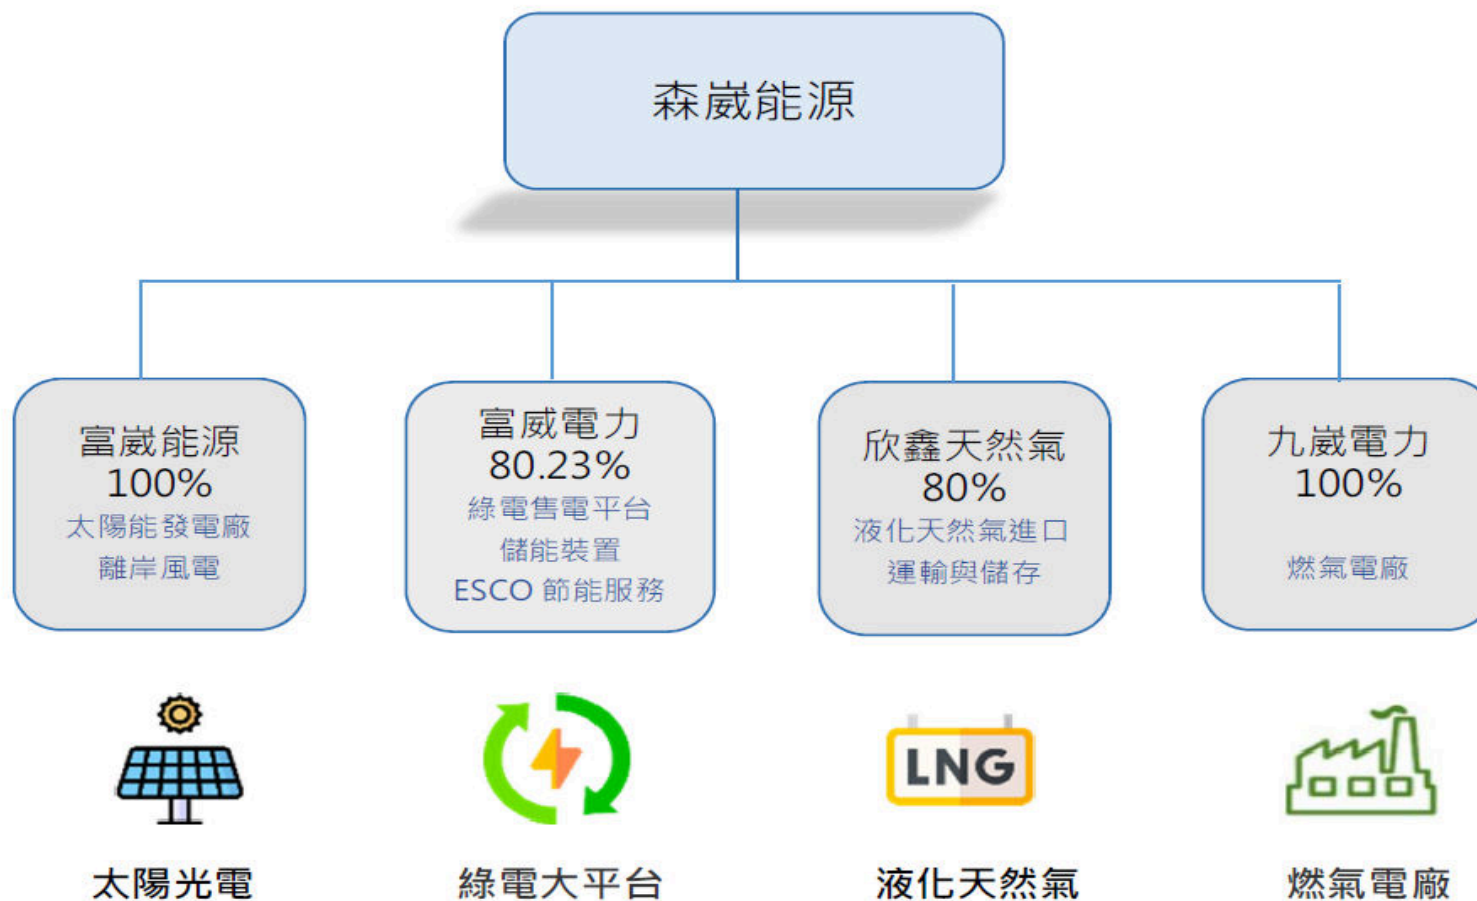 森崴能源
富崴能源
100%
太陽能發電廠
離岸風電
富威電力
80.23%
綠電售電平台
儲能裝置
ESCO 節能服務
欣鑫天然氣
80%
液化天然氣進口
運輸與儲存
九崴電力
100%
燃氣電廠
LNG
太陽光電
綠電大平台
液化天然氣
燃氣電廠